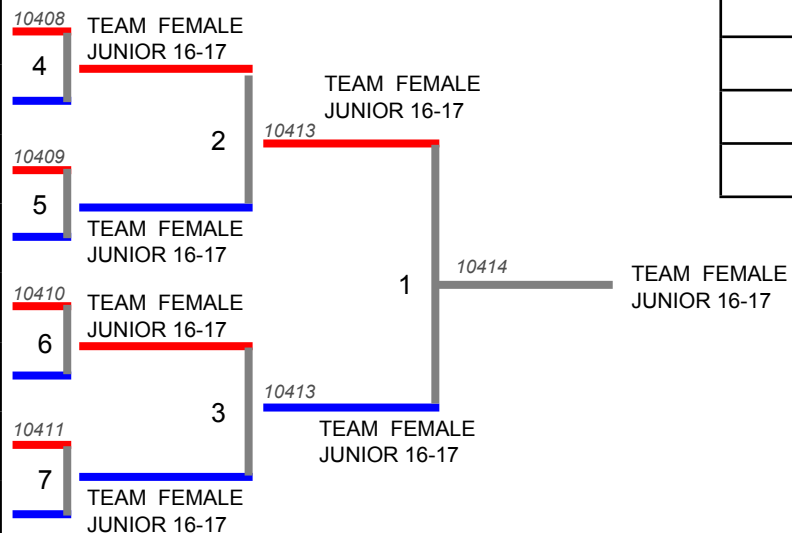 10408
TEAM FEMALE
JUNIOR 16-17
4
TEAM FEMALE
JUNIOR 16-17
10413
2
10409
5
TEAM FEMALE
JUNIOR 16-17
10414
TEAM FEMALE
JUNIOR 16-17
1
10410
TEAM FEMALE
JUNIOR 16-17
6
10413
3
10411
TEAM FEMALE
JUNIOR 16-17
7
TEAM FEMALE
JUNIOR 16-17